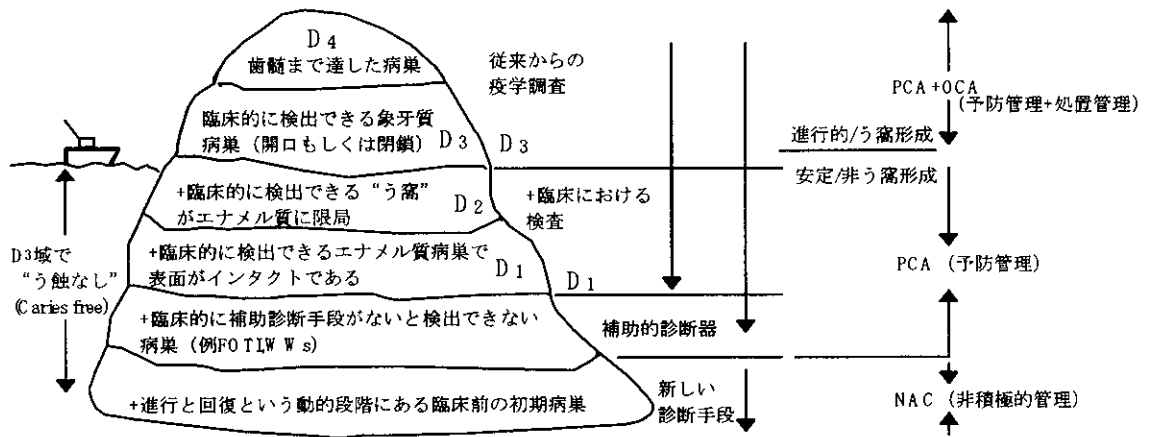 D4
歯髄まで達した病巣
臨床的に検出できる象牙質
病巣（開口もしくは閉鎖）D3
D3
+臨床的に検出できる“う窩”
がエナメル質に限局
D2
+臨床的に検出できるエナメル質病巣で
表面がインタクトである
D1
D1
+臨床的に補助診断手段がないと検出できない
病巣（例FOTI,WWs）
+進行と回復という動的段階にある臨床前の初期病巣
D3域で
“う蝕なし”
(Caries free)
従来からの
疫学調査
+臨床における
検査
補助的診断器
新しい
診断手段
PCA+OCA
(予防管理+処置管理)
進行的/う窩形成
安定/非う窩形成
PCA（予防管理）
NAC（非積極的管理）